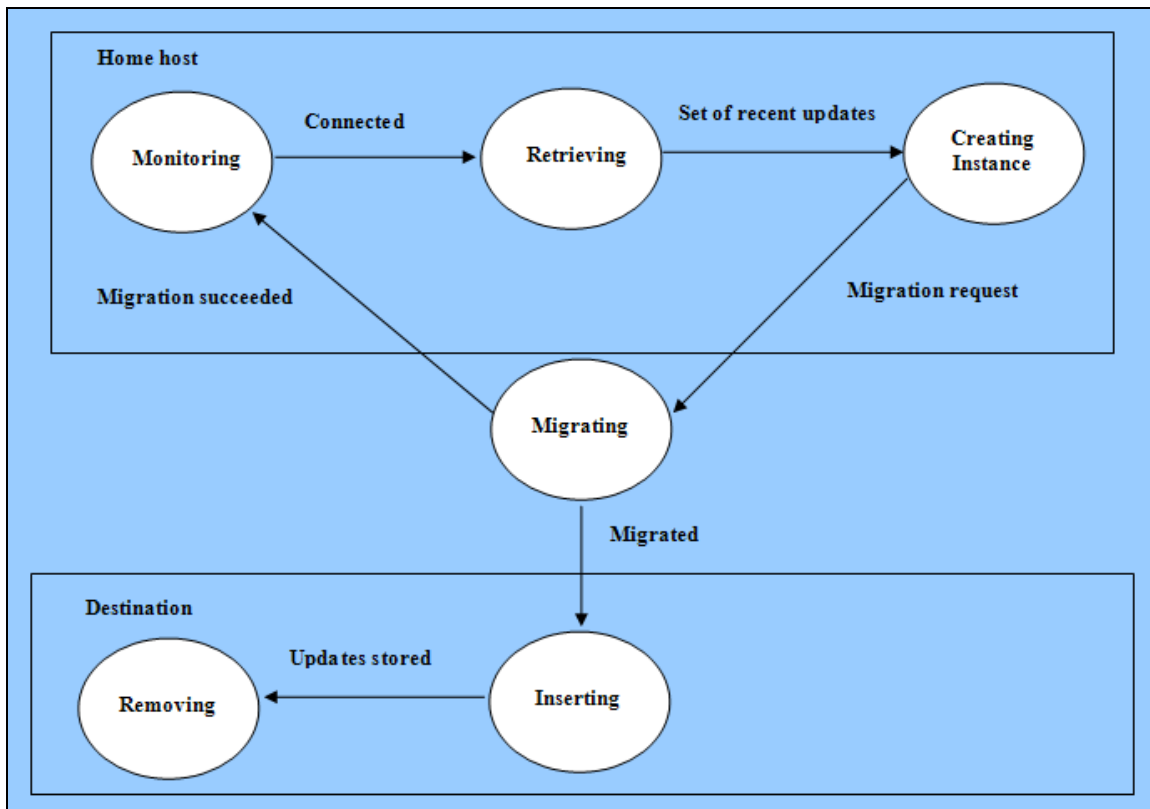 Home host
Monitoring
Connected
Retrieving
Set of recent updates
Creating
Instance
Migration succeeded
Migration request
Migrating
Migrated
Destination
Removing
Updates stored
Inserting